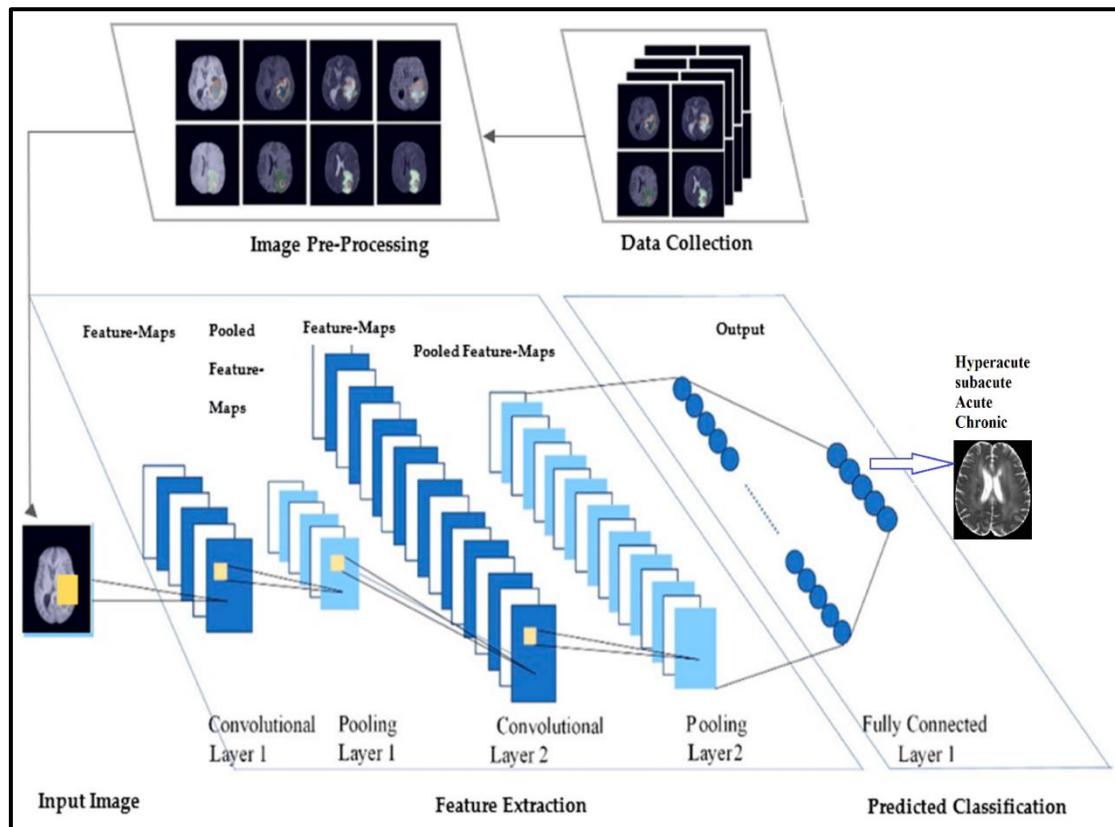 Image Pre-Processing
Data Collection
Feature-Maps
Pooled
Feature-
Maps
Feature-Maps
Pooled Feature-Maps
Output
Hyperacute
subacute
Acute
Chronic
Convolutional
Layer 1
Pooling
Layer 1
Convolutional
Layer 2
Pooling
Layer2
Fully Connected
Layer 1
Input Image
Feature Extraction
Predicted Classification